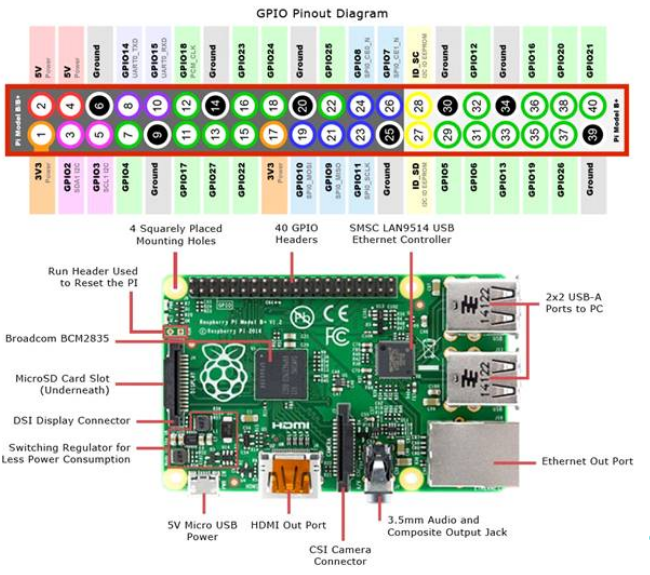 GPIO Pinout Diagram
5V Power
5V Power
Ground
GPIO14 UART0_TXD
GPIO15 UART0_RXD
GPIO18 PCM_CLK
Ground
GPIO23
GPIO24
Ground
GPIO25
GPIO8 SPI0_CE0_N
GPIO7 SPI0_CE1_N
ID_SC I2C ID EEPROM
Ground
GPIO12
Ground
GPIO16
GPIO20
GPIO21
Pi Model B/B+
2 4 6 8 10 12 14 16 18 20 22 24 26 28 30 32 34 36 38 40
1 3 5 7 9 11 13 15 17 19 21 23 25 27 29 31 33 35 37 39
Pi Model B+
3V3 Power
GPIO2 SDA1 I2C
GPIO3 SCL1 I2C
GPIO4
Ground
GPIO17
GPIO27
GPIO22
3V3 Power
GPIO10 SPI0_MOSI
GPIO9 SPI0_MISO
GPIO11 SPI0_SCLK
Ground
ID_SD I2C ID EEPROM
GPIO5
GPIO6
GPIO13
GPIO19
GPIO26
Ground
4 Squarely Placed
Mounting Holes
40 GPIO
Headers
SMSC LAN9514 USB
Ethernet Controller
Run Header Used
to Reset the PI
Broadcom BCM2835
MicroSD Card Slot
(Underneath)
DSI Display Connector
Switching Regulator for
Less Power Consumption
2x2 USB-A
Ports to PC
Ethernet Out Port
5V Micro USB
Power
HDMI Out Port
CSI Camera
Connector
3.5mm Audio and
Composite Output Jack
GPIO
Raspberry Pi Model B+ V1.2
© Raspberry Pi 2014
CE
FC
DISPLAY
HDMI
14122
14122
USB